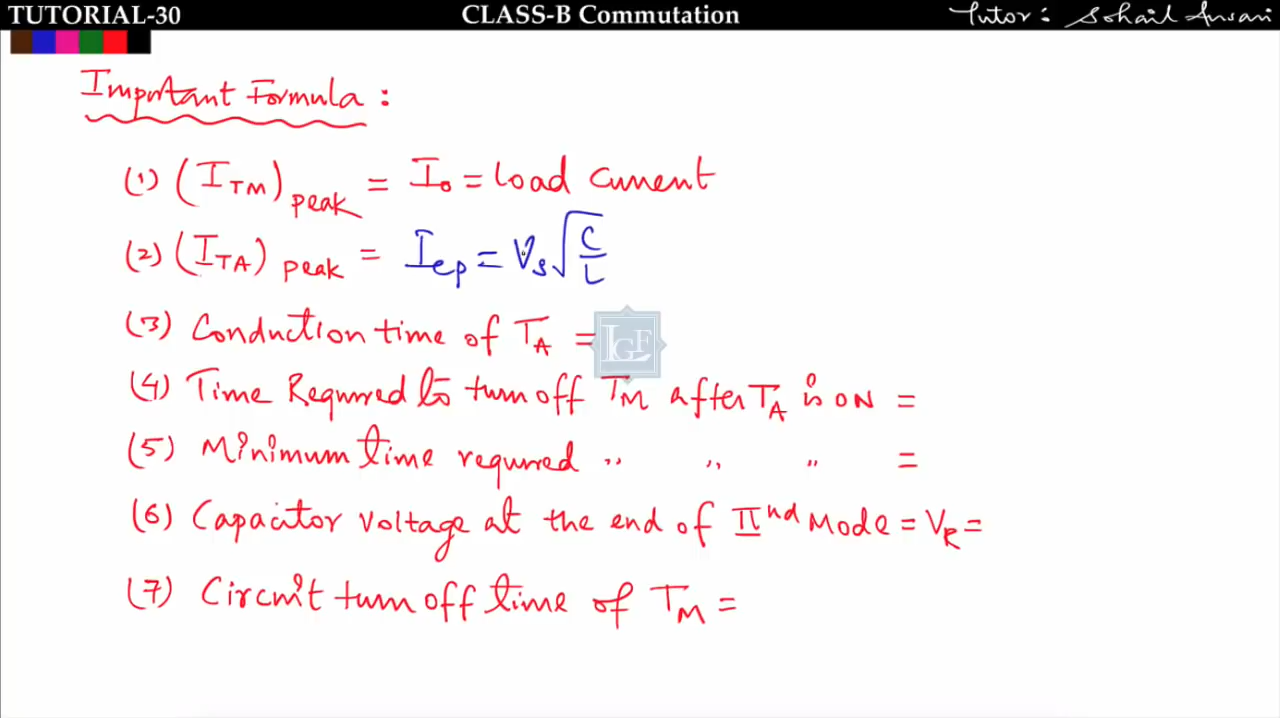 TUTORIAL-30 CLASS-B Commutation Tutor: Sohail Ansari
Important Formula:
(1) (I_TM)_peak = I_o = load current
(2) (I_TA)_peak = I_cp = V_s √(C/L)
(3) Conduction time of T_A =
LGF
(4) Time Required to turn off T_M after T_A is ON =
(5) Minimum time required " " " =
(6) Capacitor voltage at the end of II^nd Mode = V_R =
(7) Circuit turn off time of T_M =